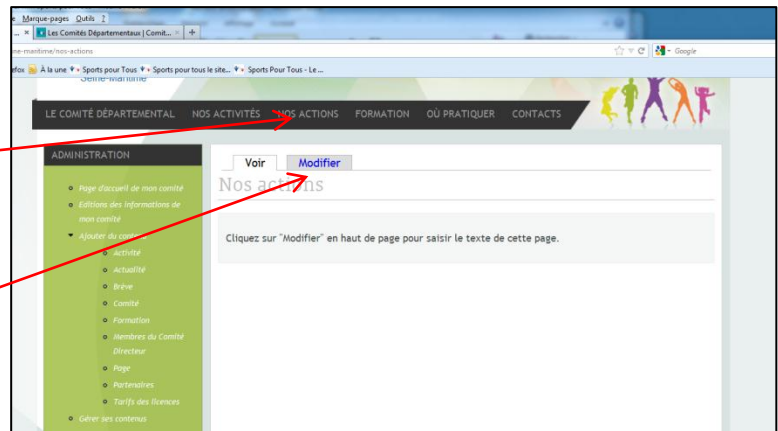 Marque-pages Outils ?
Les Comités Départementaux | Comit... × +
ne-maritime/nos-actions
Google
efox À la une Sports pour Tous Sports pour tous le site... Sports Pour Tous - Le ...
Seine-Maritime
LE COMITÉ DÉPARTEMENTAL NOS ACTIVITÉS NOS ACTIONS FORMATION OÙ PRATIQUER CONTACTS
ADMINISTRATION
Page d'accueil de mon comité
Editions des informations de
mon comité
Ajouter du contenu
Activité
Actualité
Brève
Comité
Formation
Membres du Comité
Directeur
Page
Partenaires
Tarifs des licences
Gérer ses contenus
Voir Modifier
Nos actions
Cliquez sur "Modifier" en haut de page pour saisir le texte de cette page.